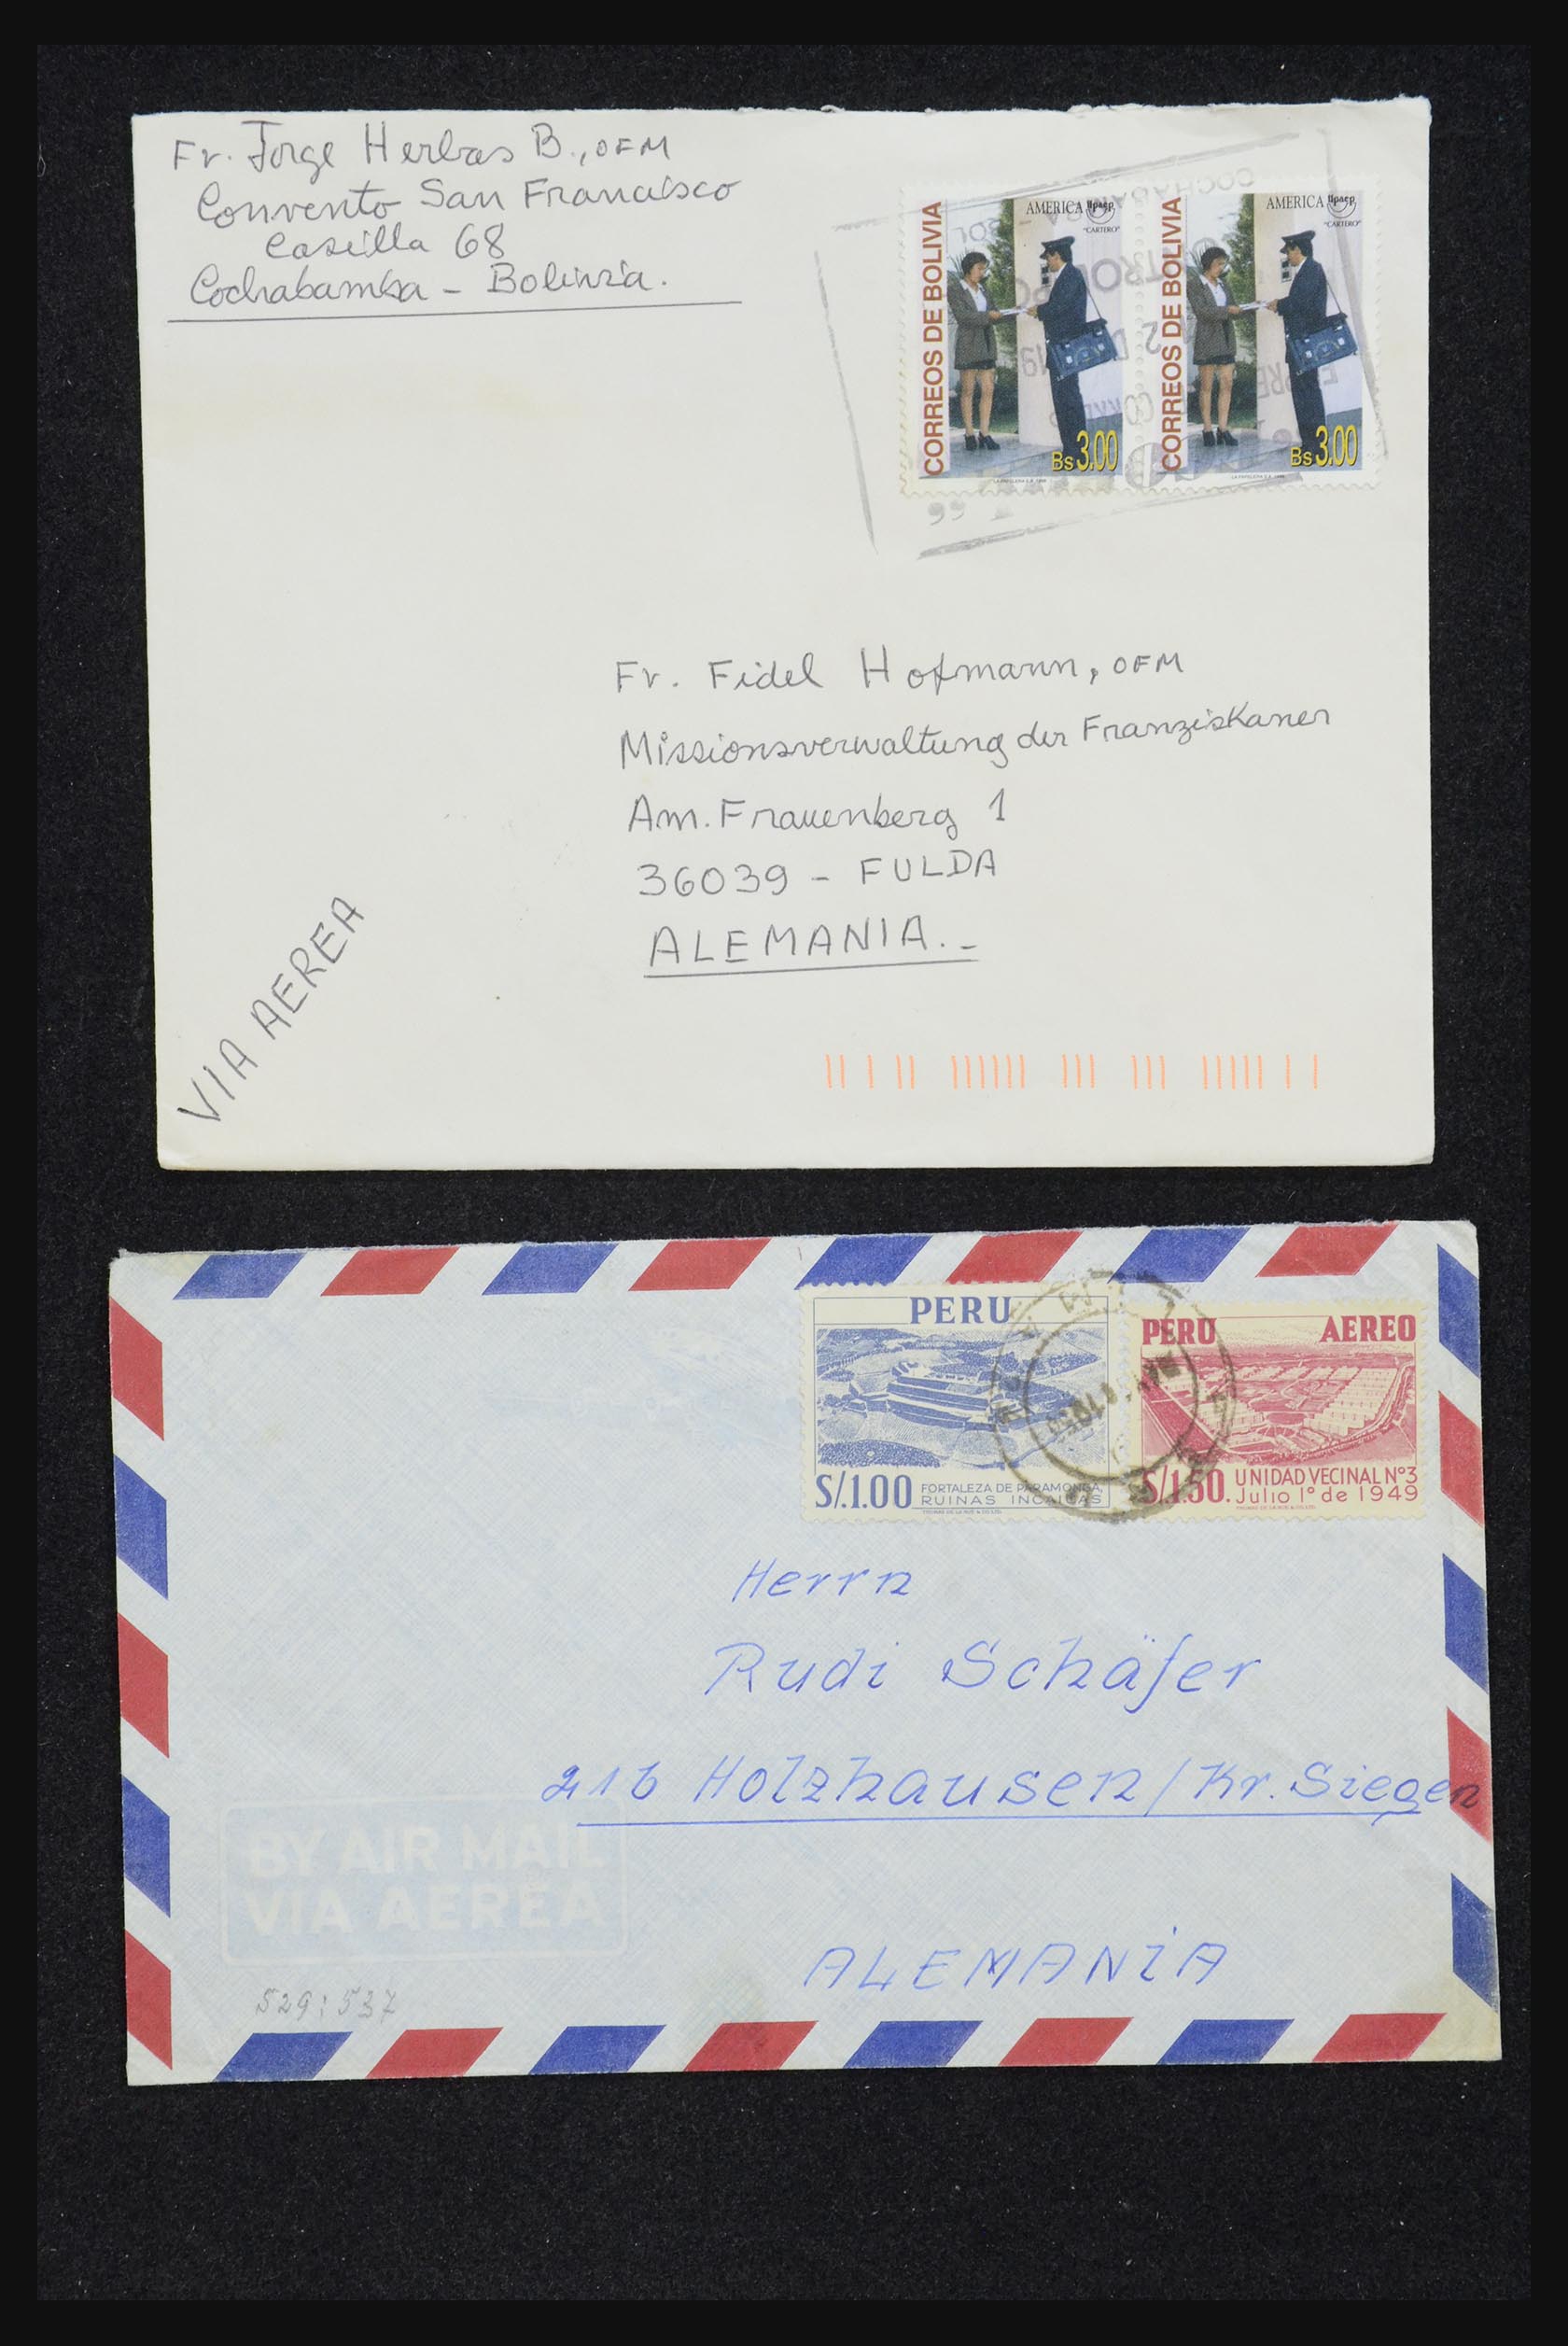 Fr. Jorge Herbas B., OFM
Convento San Francisco
Casilla 68
Cochabamba - Bolivia.
CORREOS DE BOLIVIA
AMERICA Upaep
"CARTERO"
Bs 3.00
CORREOS DE BOLIVIA
AMERICA Upaep
"CARTERO"
Bs 3.00
Fr. Fidel Hofmann, OFM
Missionsverwaltung der Franziskaner
Am. Frauenberg 1
36039 - FULDA
ALEMANIA.-
VIA AEREA
PERU
S/.1.00 FORTALEZA DE PARAMONGA,
RUINAS INCAICAS
PERU AEREO
S/.1.50. UNIDAD VECINAL Nº3
Julio 1º de 1949
Herrn
Rudi Schäfer
216 Holzhausen/Kr. Siegen
BY AIR MAIL
VIA AEREA
ALEMANiA
529; 537